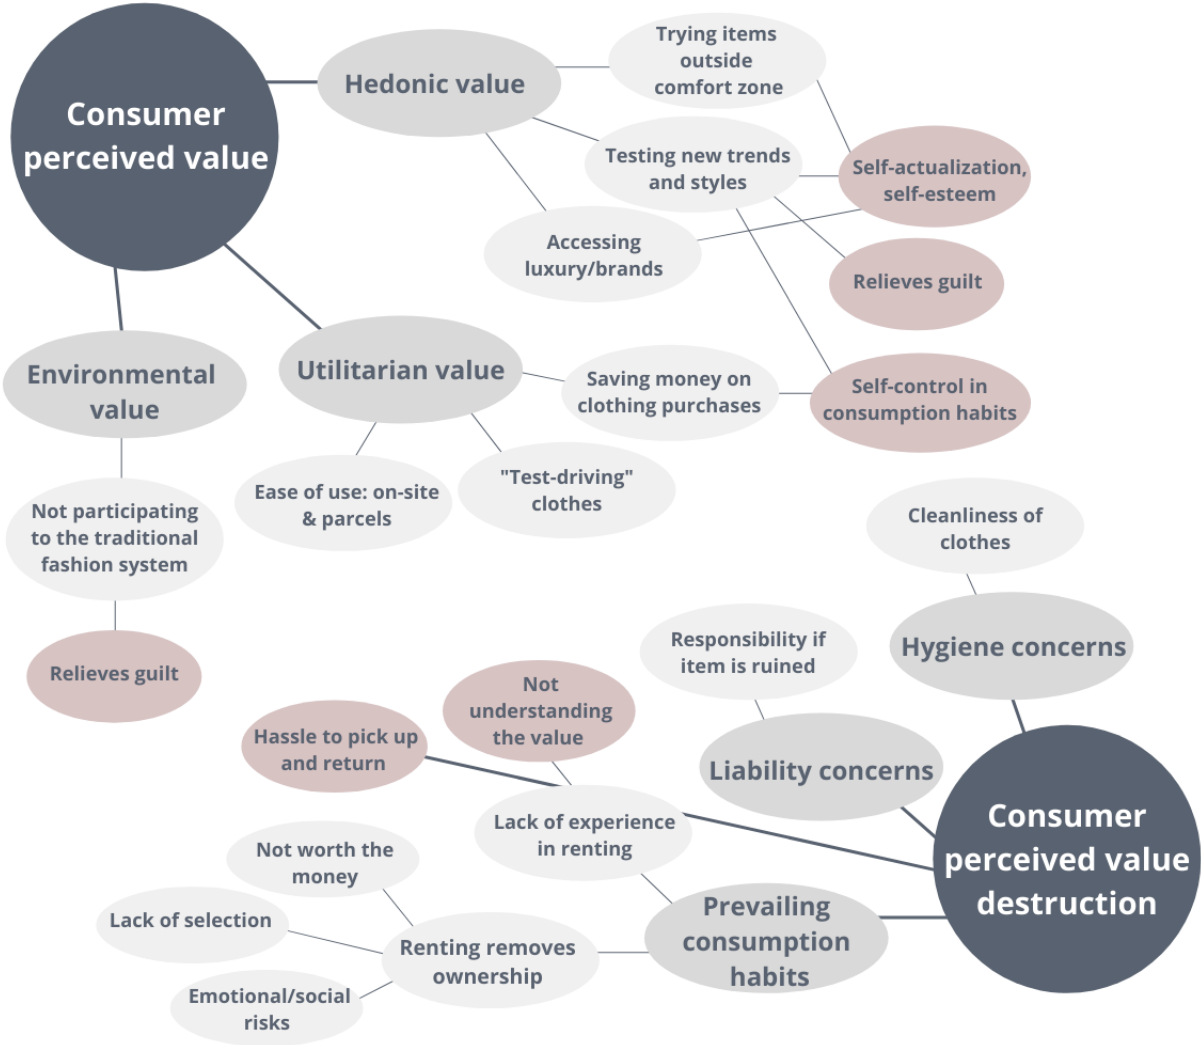 Consumer
perceived value
Hedonic value
Trying items
outside
comfort zone
Testing new trends
and styles
Accessing
luxury/brands
Self-actualization,
self-esteem
Relieves guilt
Self-control in
consumption habits
Environmental
value
Utilitarian value
Saving money on
clothing purchases
Ease of use: on-site
& parcels
"Test-driving"
clothes
Not participating
to the traditional
fashion system
Relieves guilt
Cleanliness of
clothes
Hygiene concerns
Responsibility if
item is ruined
Liability concerns
Not
understanding
the value
Hassle to pick up
and return
Lack of experience
in renting
Consumer
perceived value
destruction
Not worth the
money
Lack of selection
Emotional/social
risks
Renting removes
ownership
Prevailing
consumption
habits